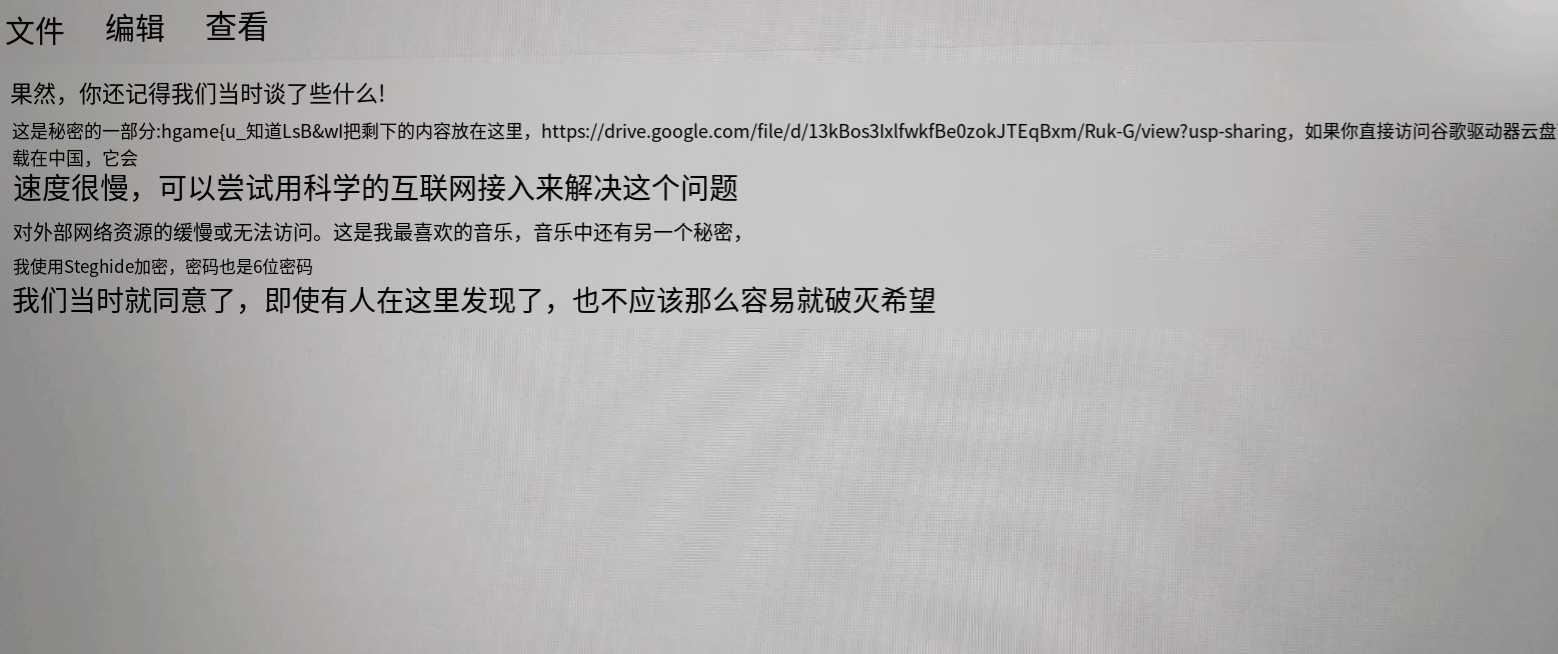 文件 编辑 查看
果然，你还记得我们当时谈了些什么!
这是秘密的一部分:hgame{u_知道LsB&wI把剩下的内容放在这里，https://drive.google.com/file/d/13kBos3IxlfwkfBe0zokJTEqBxm/Ruk-G/view?usp-sharing，如果你直接访问谷歌驱动器云盘
载在中国，它会
速度很慢，可以尝试用科学的互联网接入来解决这个问题
对外部网络资源的缓慢或无法访问。这是我最喜欢的音乐，音乐中还有另一个秘密，
我使用Steghide加密，密码也是6位密码
我们当时就同意了，即使有人在这里发现了，也不应该那么容易就破灭希望